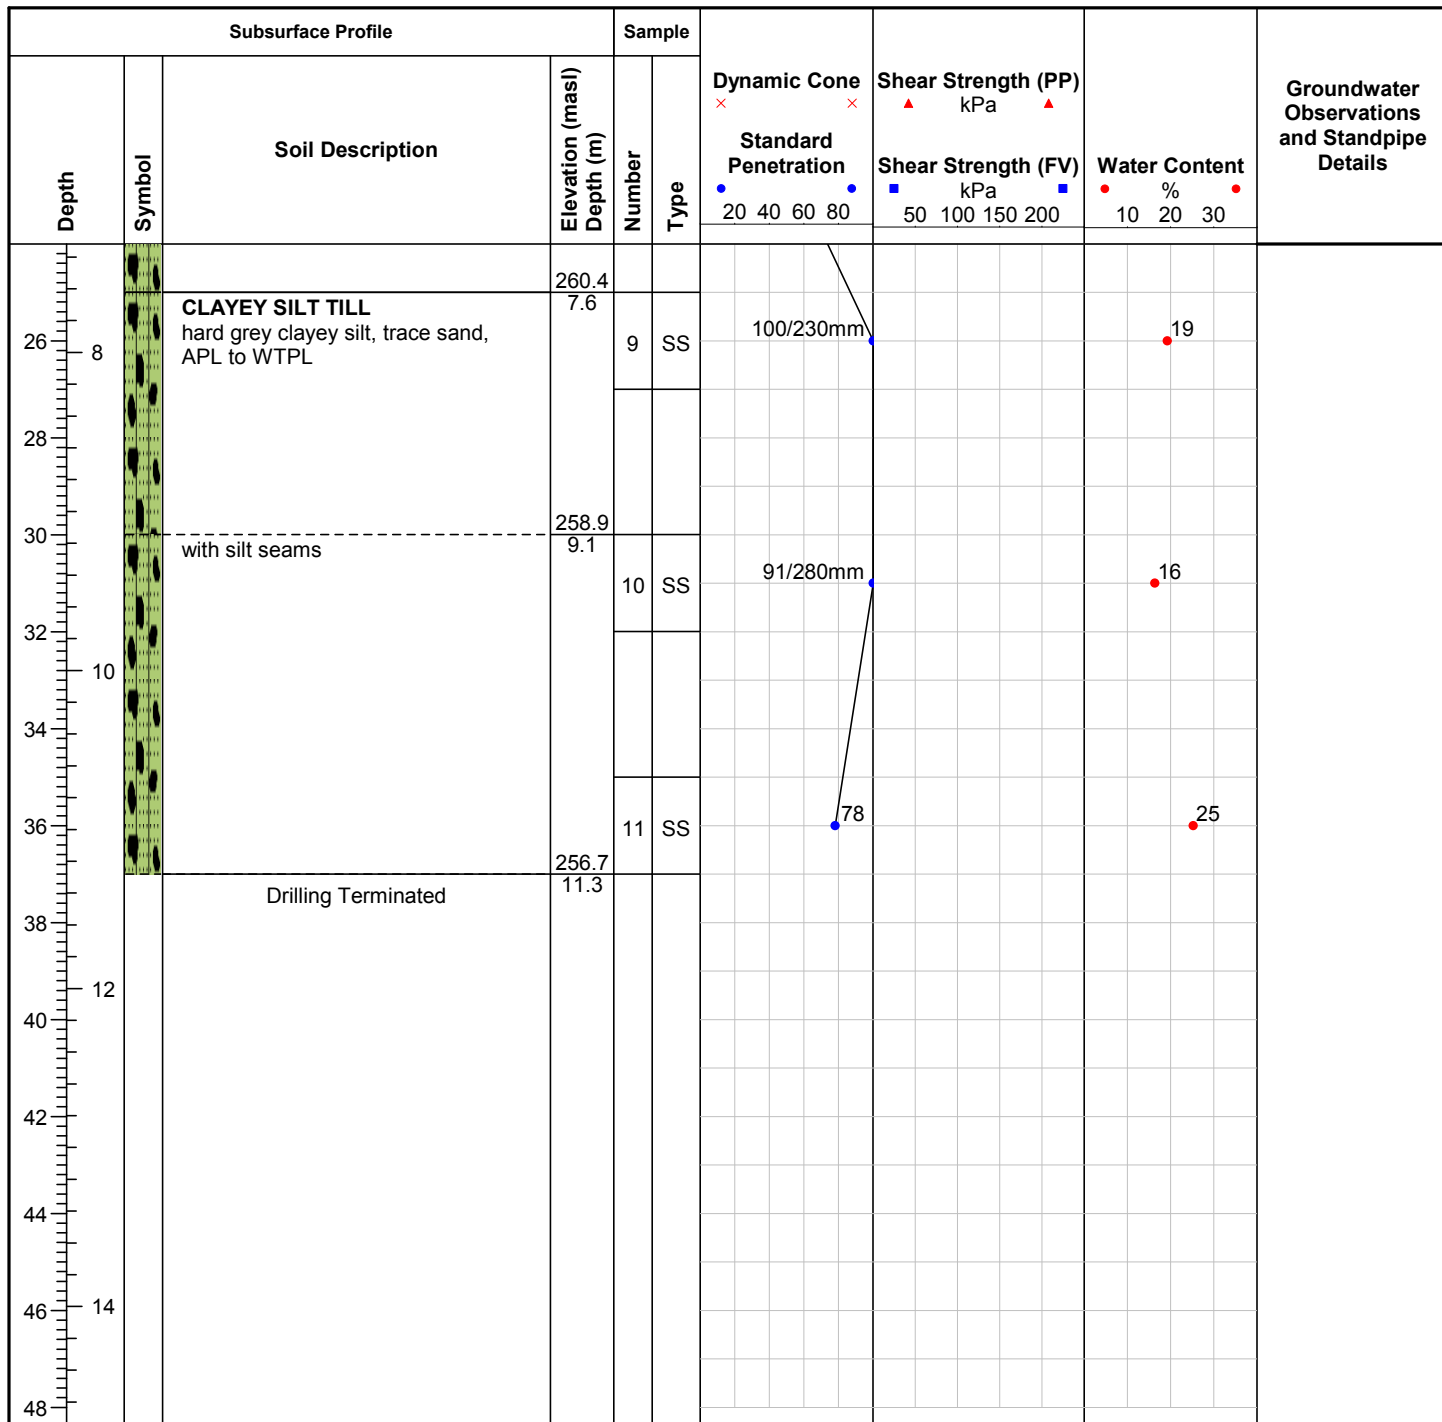 Subsurface Profile
Sample
Depth
Symbol
Soil Description
Elevation (masl)
Depth (m)
Number
Type
Dynamic Cone
Standard
Penetration
20 40 60 80
Shear Strength (PP)
kPa
Shear Strength (FV)
kPa
50 100 150 200
Water Content
%
10 20 30
Groundwater
Observations
and Standpipe
Details
260.4
7.6
CLAYEY SILT TILL
hard grey clayey silt, trace sand,
APL to WTPL
9 SS
100/230mm
19
26
8
28
258.9
9.1
30
with silt seams
10 SS
91/280mm
16
32
10
34
36
11 SS
78
25
256.7
11.3
Drilling Terminated
38
12
40
42
44
46
14
48